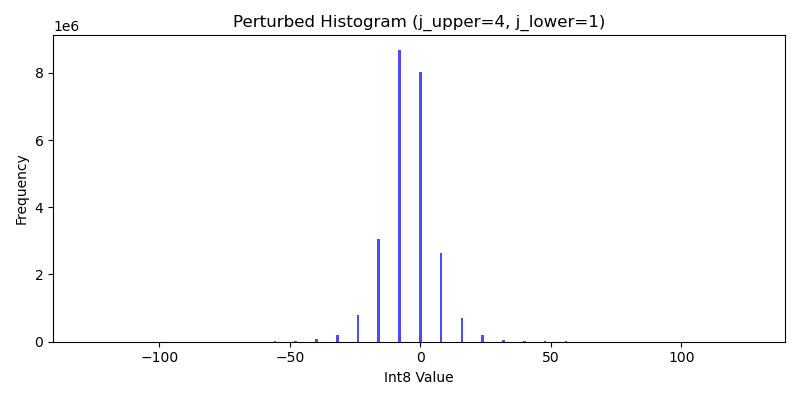 Perturbed Histogram (j_upper=4, j_lower=1)
1e6
8
6
4
2
0
Frequency
−100
−50
0
50
100
Int8 Value